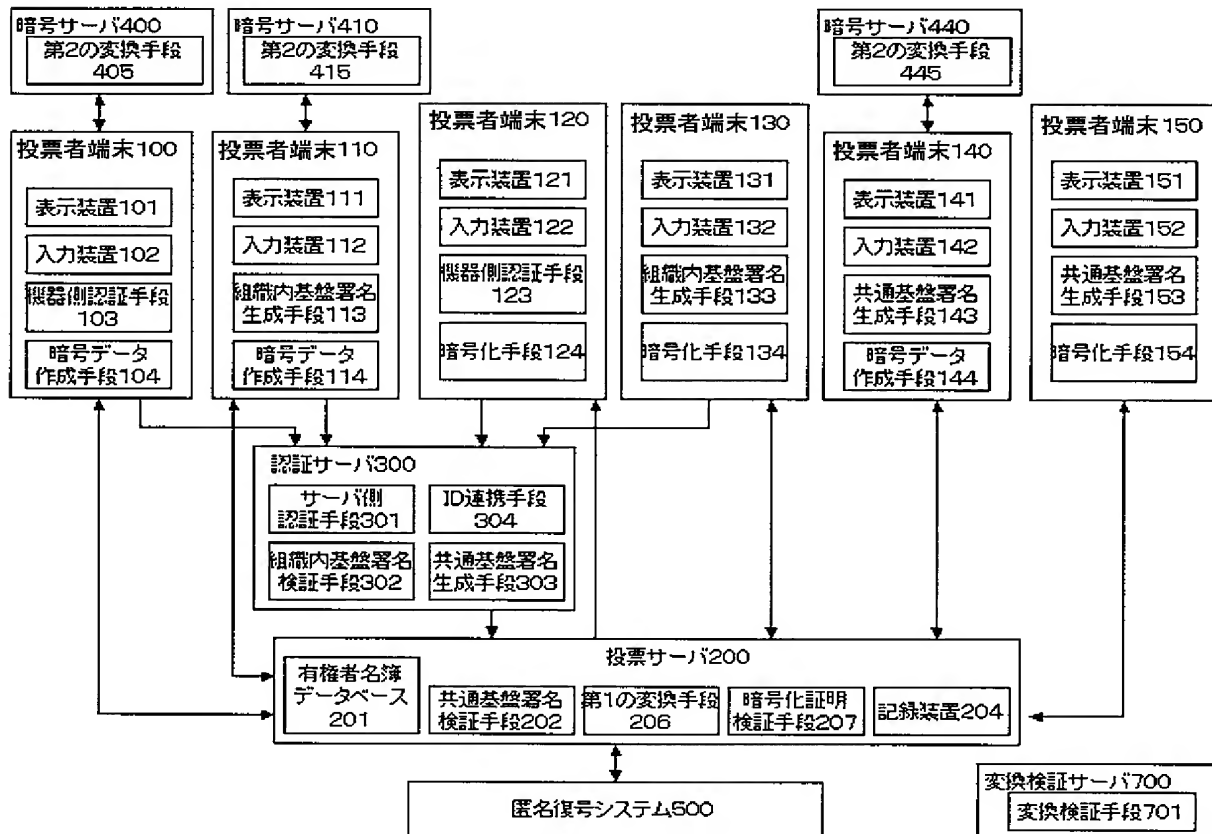 暗号サーバ400
第2の変換手段
405
暗号サーバ410
第2の変換手段
415
暗号サーバ440
第2の変換手段
445
投票者端末100
表示装置101
入力装置102
機器側認証手段
103
暗号データ
作成手段104
投票者端末110
表示装置111
入力装置112
組織内基盤署名
生成手段113
暗号データ
作成手段114
投票者端末120
表示装置121
入力装置122
機器側認証手段
123
暗号化手段124
投票者端末130
表示装置131
入力装置132
組織内基盤署名
生成手段133
暗号化手段134
投票者端末140
表示装置141
入力装置142
共通基盤署名
生成手段143
暗号データ
作成手段144
投票者端末150
表示装置151
入力装置152
共通基盤署名
生成手段153
暗号化手段154
認証サーバ300
サーバ側
認証手段301
ID連携手段
304
組織内基盤署名
検証手段302
共通基盤署名
生成手段303
投票サーバ200
有権者名簿
データベース
201
共通基盤署名
検証手段202
第1の変換手段
206
暗号化証明
検証手段207
記録装置204
匿名復号システム500
変換検証サーバ700
変換検証手段701